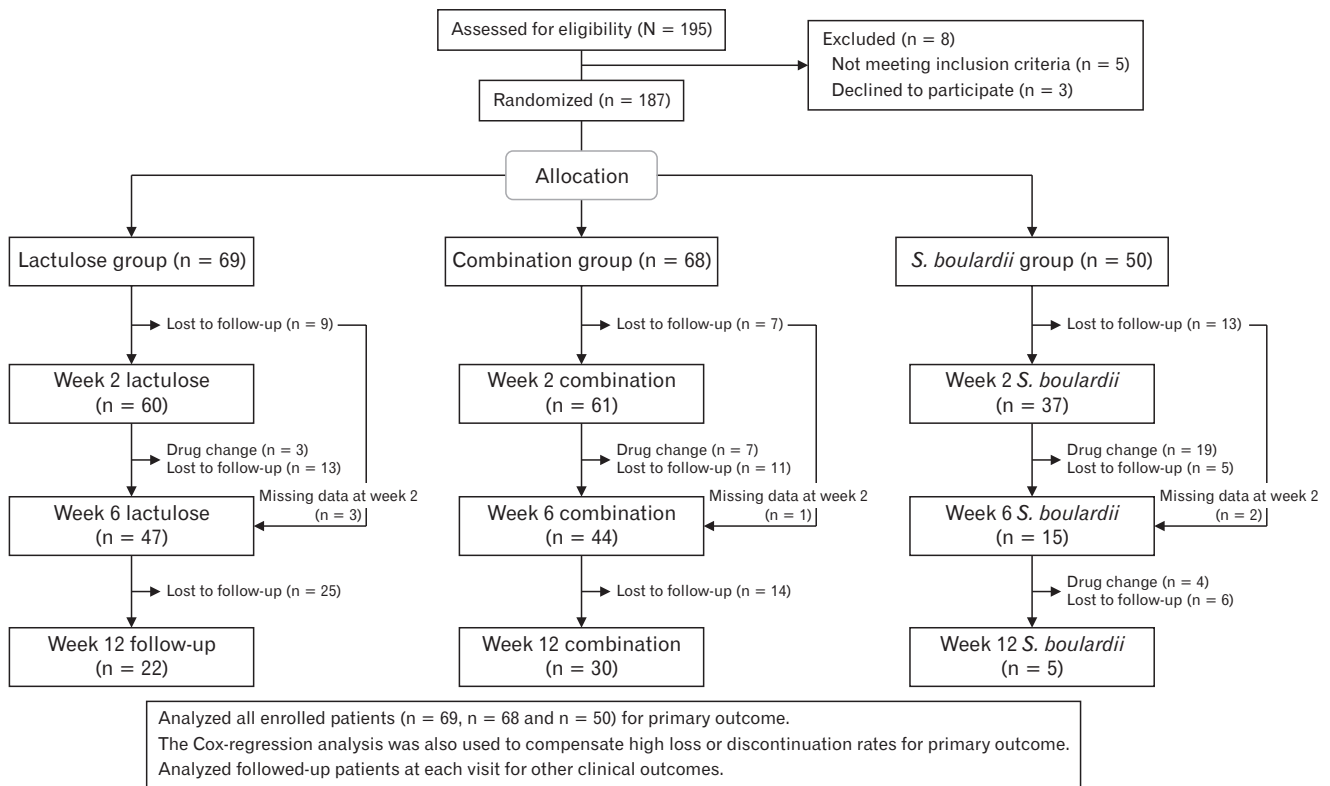 Assessed for eligibility (N = 195)
Excluded (n = 8)
Not meeting inclusion criteria (n = 5)
Declined to participate (n = 3)
Randomized (n = 187)
Allocation
Lactulose group (n = 69)
Combination group (n = 68)
S. boulardii group (n = 50)
Lost to follow-up (n = 9)
Lost to follow-up (n = 7)
Lost to follow-up (n = 13)
Week 2 lactulose
(n = 60)
Week 2 combination
(n = 61)
Week 2 S. boulardii
(n = 37)
Drug change (n = 3)
Lost to follow-up (n = 13)
Drug change (n = 7)
Lost to follow-up (n = 11)
Drug change (n = 19)
Lost to follow-up (n = 5)
Missing data at week 2
(n = 3)
Missing data at week 2
(n = 1)
Missing data at week 2
(n = 2)
Week 6 lactulose
(n = 47)
Week 6 combination
(n = 44)
Week 6 S. boulardii
(n = 15)
Lost to follow-up (n = 25)
Lost to follow-up (n = 14)
Drug change (n = 4)
Lost to follow-up (n = 6)
Week 12 follow-up
(n = 22)
Week 12 combination
(n = 30)
Week 12 S. boulardii
(n = 5)
Analyzed all enrolled patients (n = 69, n = 68 and n = 50) for primary outcome.
The Cox-regression analysis was also used to compensate high loss or discontinuation rates for primary outcome.
Analyzed followed-up patients at each visit for other clinical outcomes.